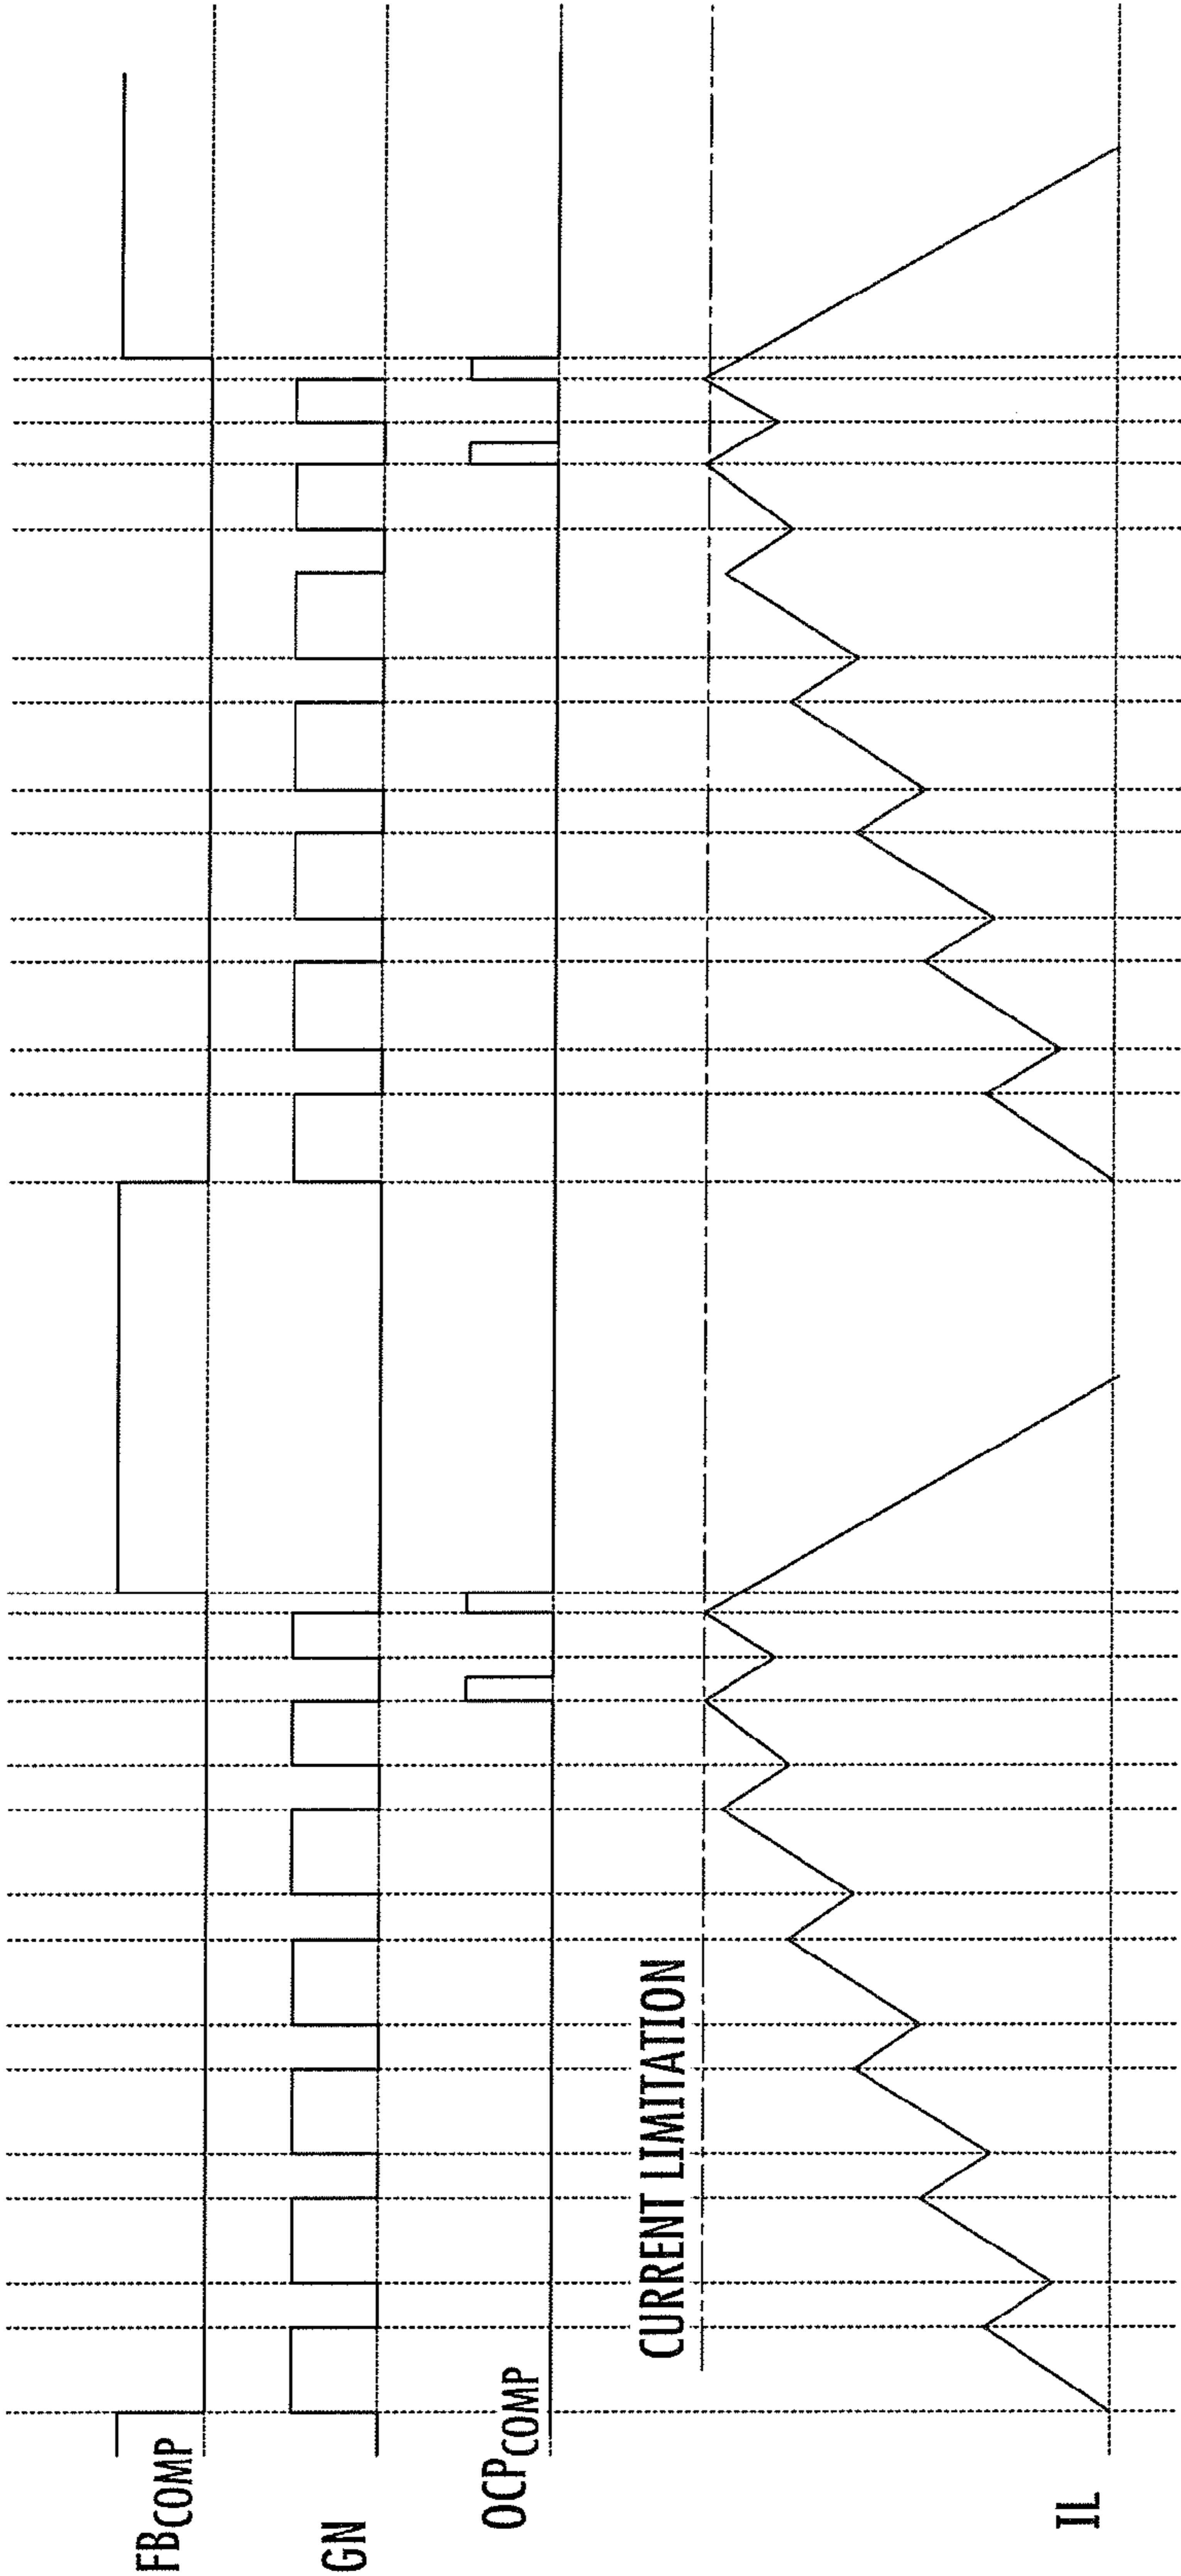 FBCOMP
GN
OCPCOMP
CURRENT LIMITATION
IL